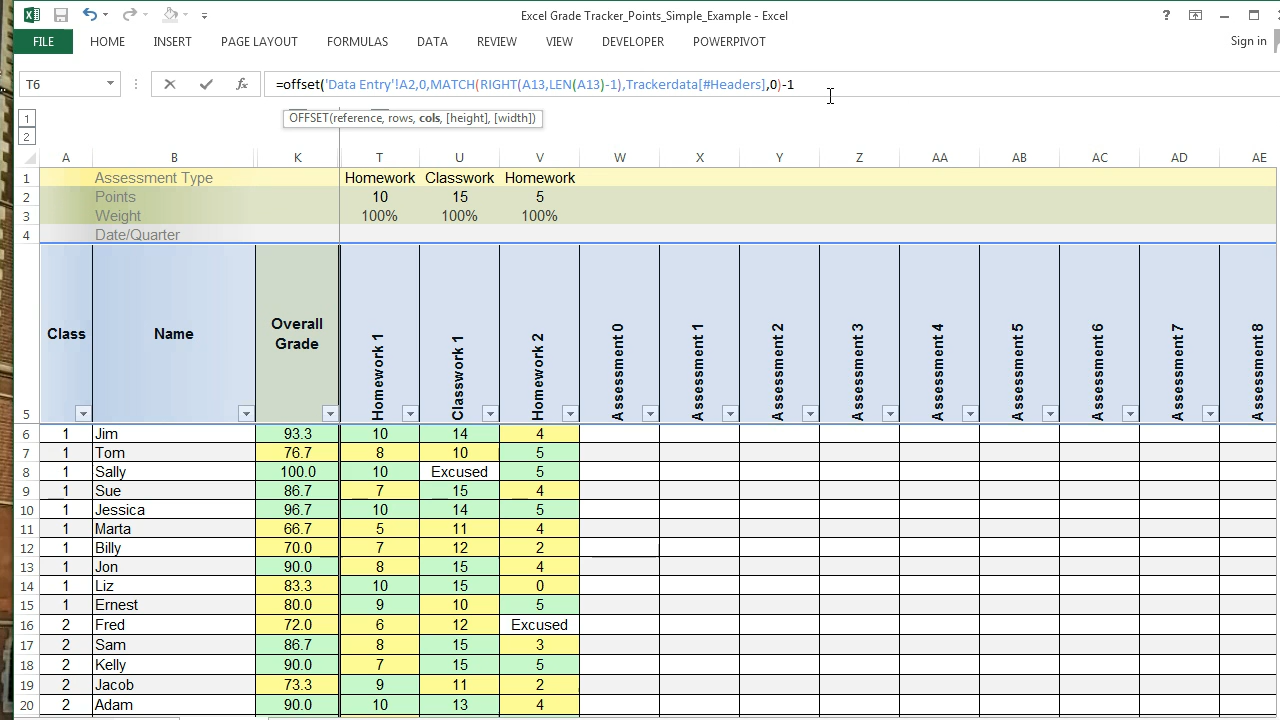 Excel Grade Tracker_Points_Simple_Example - Excel
FILE HOME INSERT PAGE LAYOUT FORMULAS DATA REVIEW VIEW DEVELOPER POWERPIVOT Sign in
T6 fx =offset('Data Entry'!A2,0,MATCH(RIGHT(A13,LEN(A13)-1),Trackerdata[#Headers],0)-1
OFFSET(reference, rows, cols, [height], [width])
1
2
A B K T U V W X Y Z AA AB AC AD AE
1 Assessment Type Homework Classwork Homework
2 Points 10 15 5
3 Weight 100% 100% 100%
4 Date/Quarter
5 Class Name Overall Grade Homework 1 Classwork 1 Homework 2 Assessment 0 Assessment 1 Assessment 2 Assessment 3 Assessment 4 Assessment 5 Assessment 6 Assessment 7 Assessment 8
6 1 Jim 93.3 10 14 4
7 1 Tom 76.7 8 10 5
8 1 Sally 100.0 10 Excused 5
9 1 Sue 86.7 7 15 4
10 1 Jessica 96.7 10 14 5
11 1 Marta 66.7 5 11 4
12 1 Billy 70.0 7 12 2
13 1 Jon 90.0 8 15 4
14 1 Liz 83.3 10 15 0
15 1 Ernest 80.0 9 10 5
16 2 Fred 72.0 6 12 Excused
17 2 Sam 86.7 8 15 3
18 2 Kelly 90.0 7 15 5
19 2 Jacob 73.3 9 11 2
20 2 Adam 90.0 10 13 4